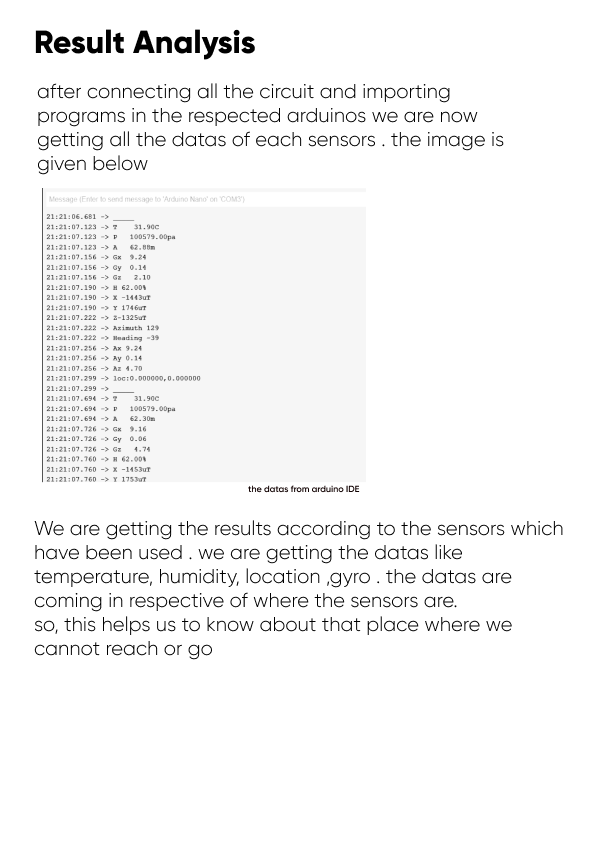 Result Analysis
after connecting all the circuit and importing
programs in the respected arduinos we are now
getting all the datas of each sensors . the image is
given below
Message (Enter to send message to 'Arduino Nano' on 'COM3')
21:21:06.681 -> _____
21:21:07.123 -> T    31.90C
21:21:07.123 -> P   100579.00pa
21:21:07.123 -> A   62.88m
21:21:07.156 -> Gx  9.24
21:21:07.156 -> Gy  0.14
21:21:07.156 -> Gz   2.10
21:21:07.190 -> H 62.00%
21:21:07.190 -> X -1443uT
21:21:07.190 -> Y 1746uT
21:21:07.222 -> Z-1325uT
21:21:07.222 -> Azimuth 129
21:21:07.222 -> Heading -39
21:21:07.256 -> Ax 9.24
21:21:07.256 -> Ay 0.14
21:21:07.256 -> Az 4.70
21:21:07.299 -> loc:0.000000,0.000000
21:21:07.299 -> _____
21:21:07.694 -> T    31.90C
21:21:07.694 -> P   100579.00pa
21:21:07.694 -> A   62.30m
21:21:07.726 -> Gx  9.16
21:21:07.726 -> Gy  0.06
21:21:07.726 -> Gz   4.74
21:21:07.760 -> H 62.00%
21:21:07.760 -> X -1453uT
21:21:07.760 -> Y 1753uT
the datas from arduino IDE
We are getting the results according to the sensors which
have been used . we are getting the datas like
temperature, humidity, location ,gyro . the datas are
coming in respective of where the sensors are.
so, this helps us to know about that place where we
cannot reach or go